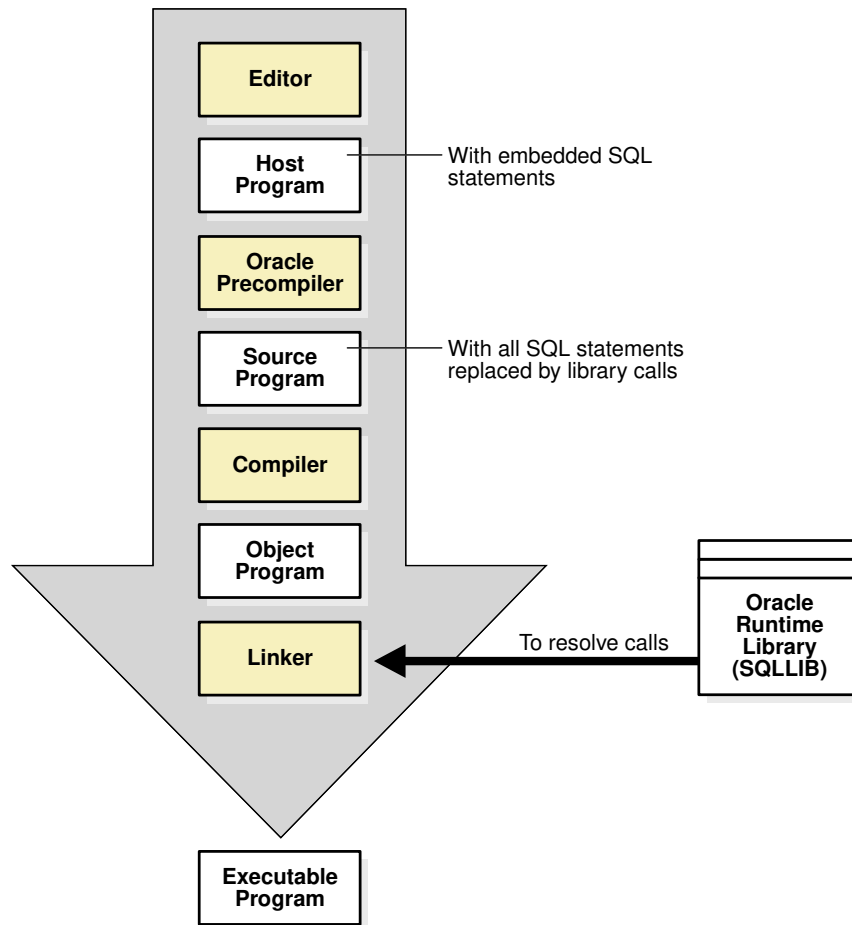 Editor
Host
Program
With embedded SQL
statements
Oracle
Precompiler
Source
Program
With all SQL statements
replaced by library calls
Compiler
Object
Program
Linker
To resolve calls
Oracle
Runtime
Library
(SQLLIB)
Executable
Program